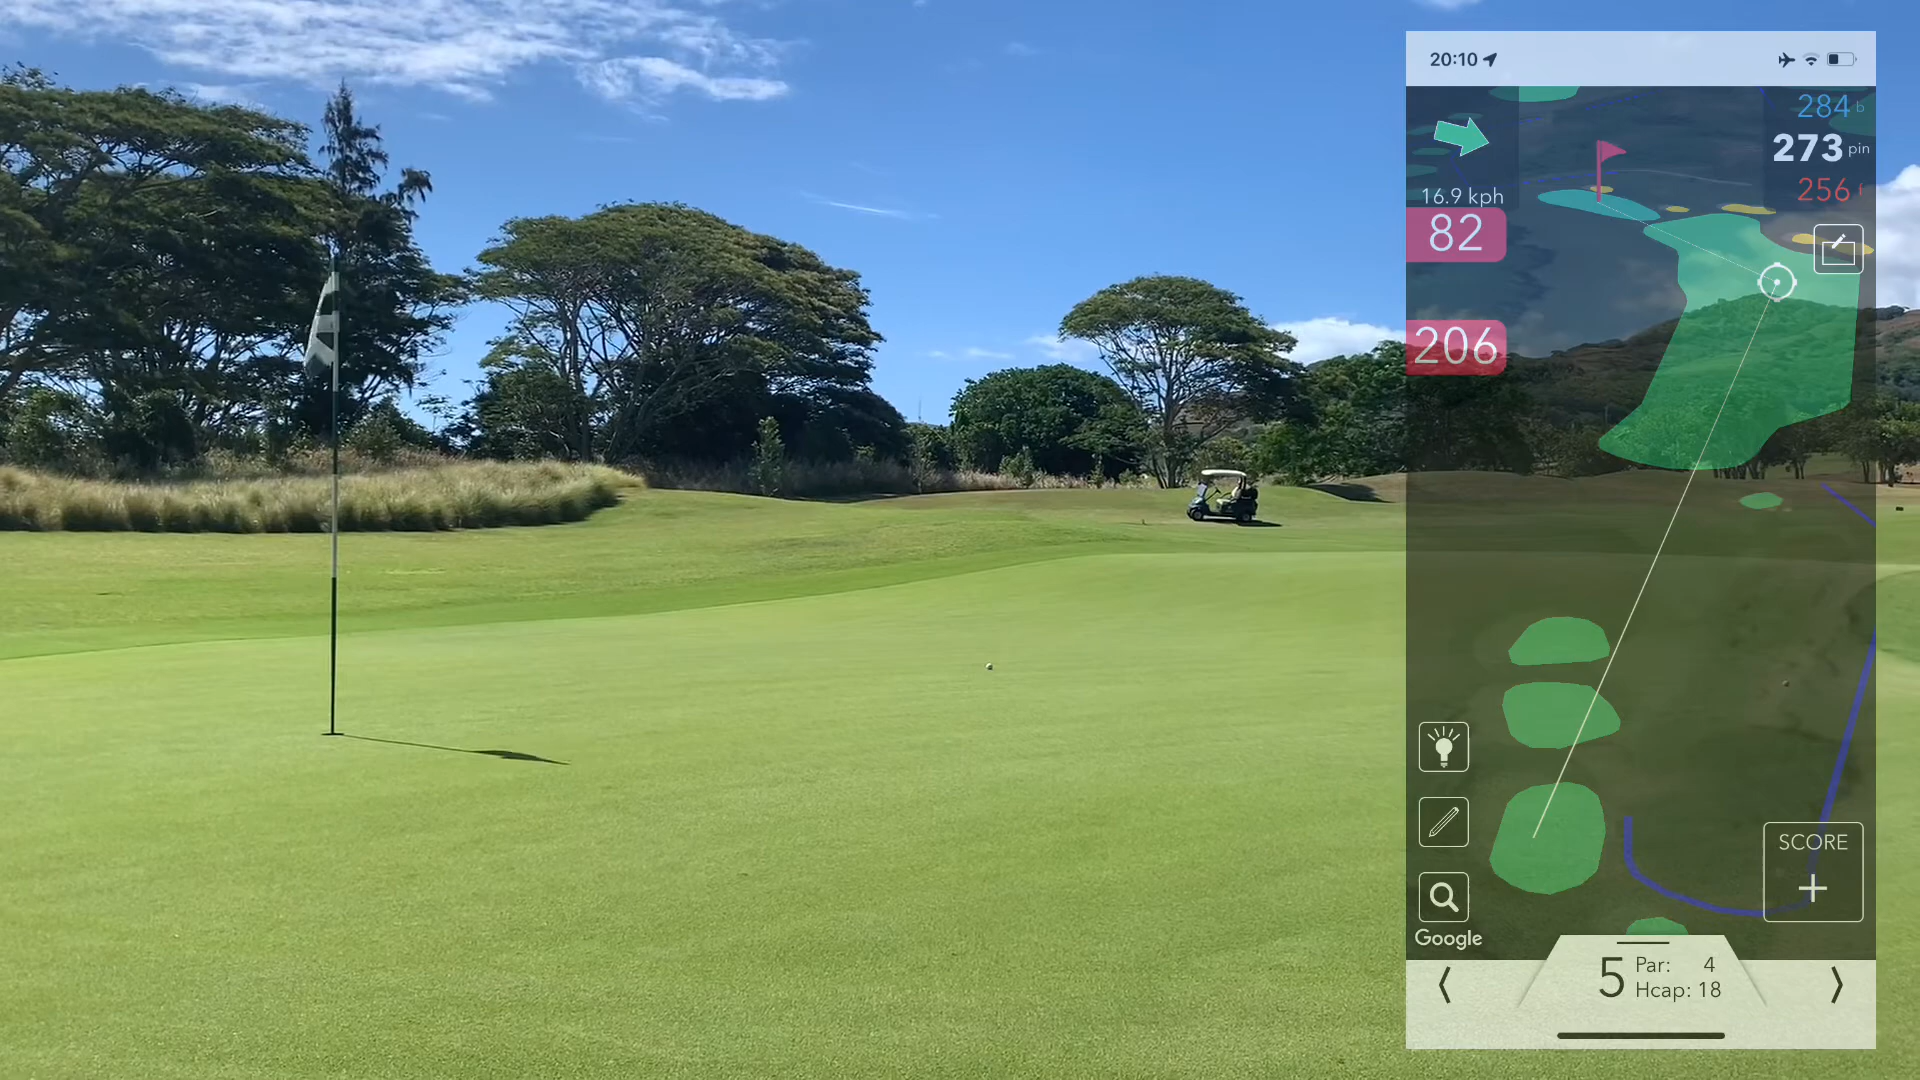 20:10
284 b
273 pin
256 f
16.9 kph
82
206
SCORE
+
Google
5
Par: 4
Hcap: 18